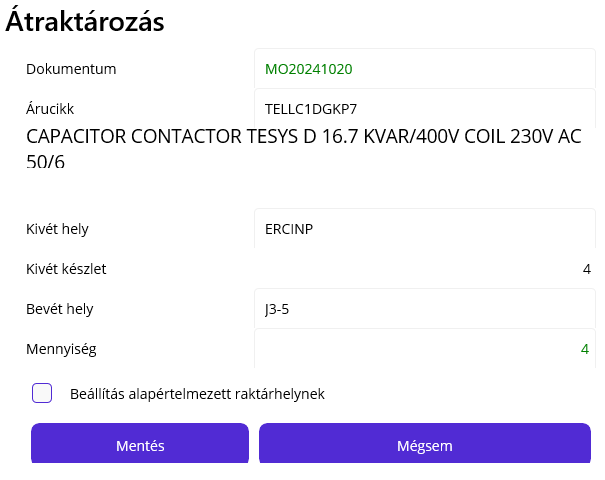 Átraktározás
Dokumentum MO20241020
Árucikk TELLC1DGKP7
CAPACITOR CONTACTOR TESYS D 16.7 KVAR/400V COIL 230V AC
50/6
Kivét hely ERCINP
Kivét készlet 4
Bevét hely J3-5
Mennyiség 4
Beállítás alapértelmezett raktárhelynek
Mentés Mégsem